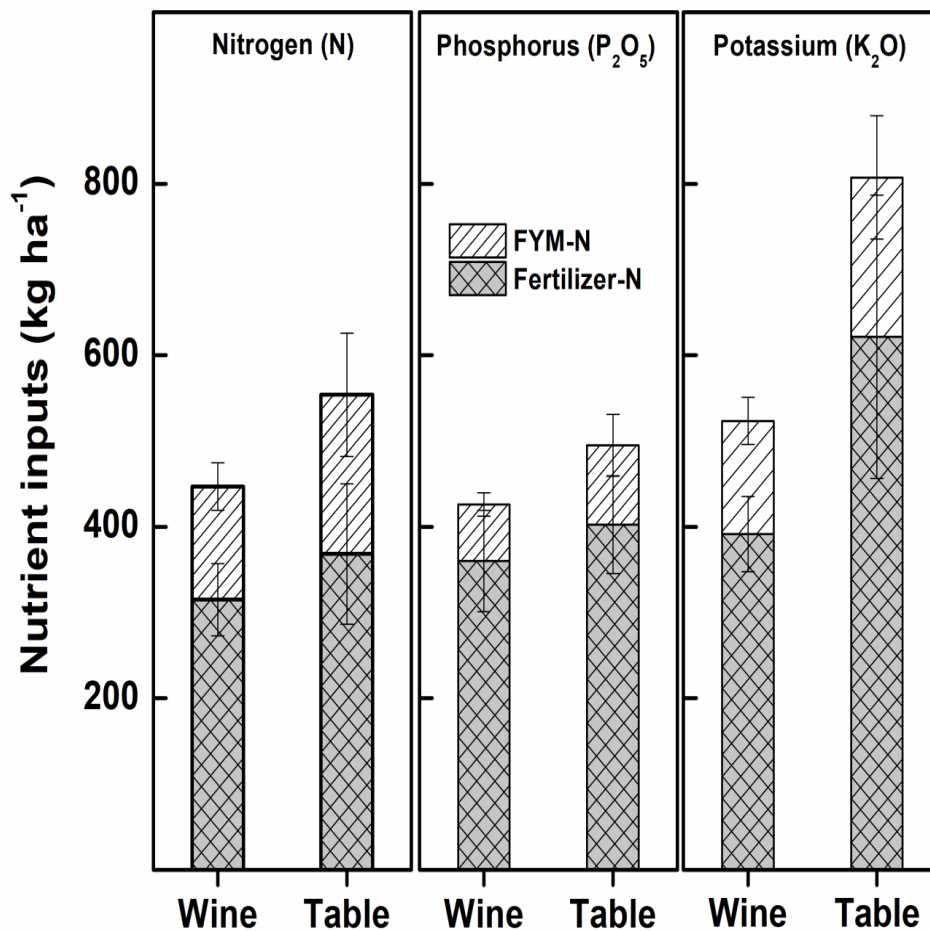 Nutrient inputs (kg ha⁻¹)
800
600
400
200
Nitrogen (N)
Phosphorus (P₂O₅)
Potassium (K₂O)
FYM-N
Fertilizer-N
Wine
Table
Wine
Table
Wine
Table